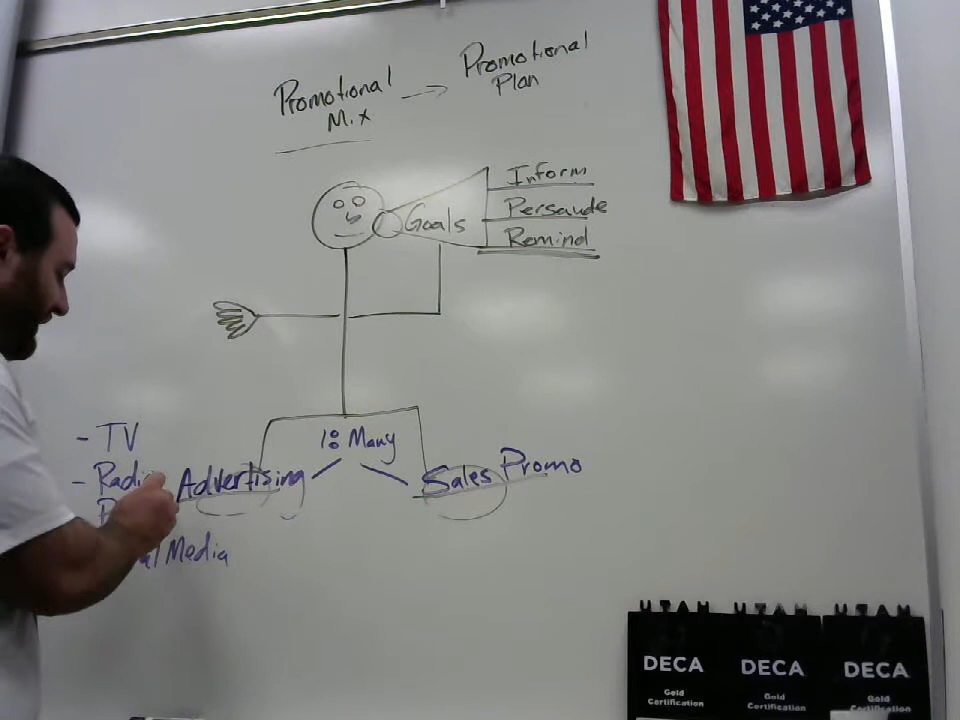 Promotional
Mix
Promotional
Plan
Goals
Inform
Persaude
Remind
1:Many
- TV
- Radio
Advertising
Sales Promo
Media
UTAH
DECA
Gold
Certification
UTAH
DECA
Gold
Certification
UTAH
DECA
Gold
Certification